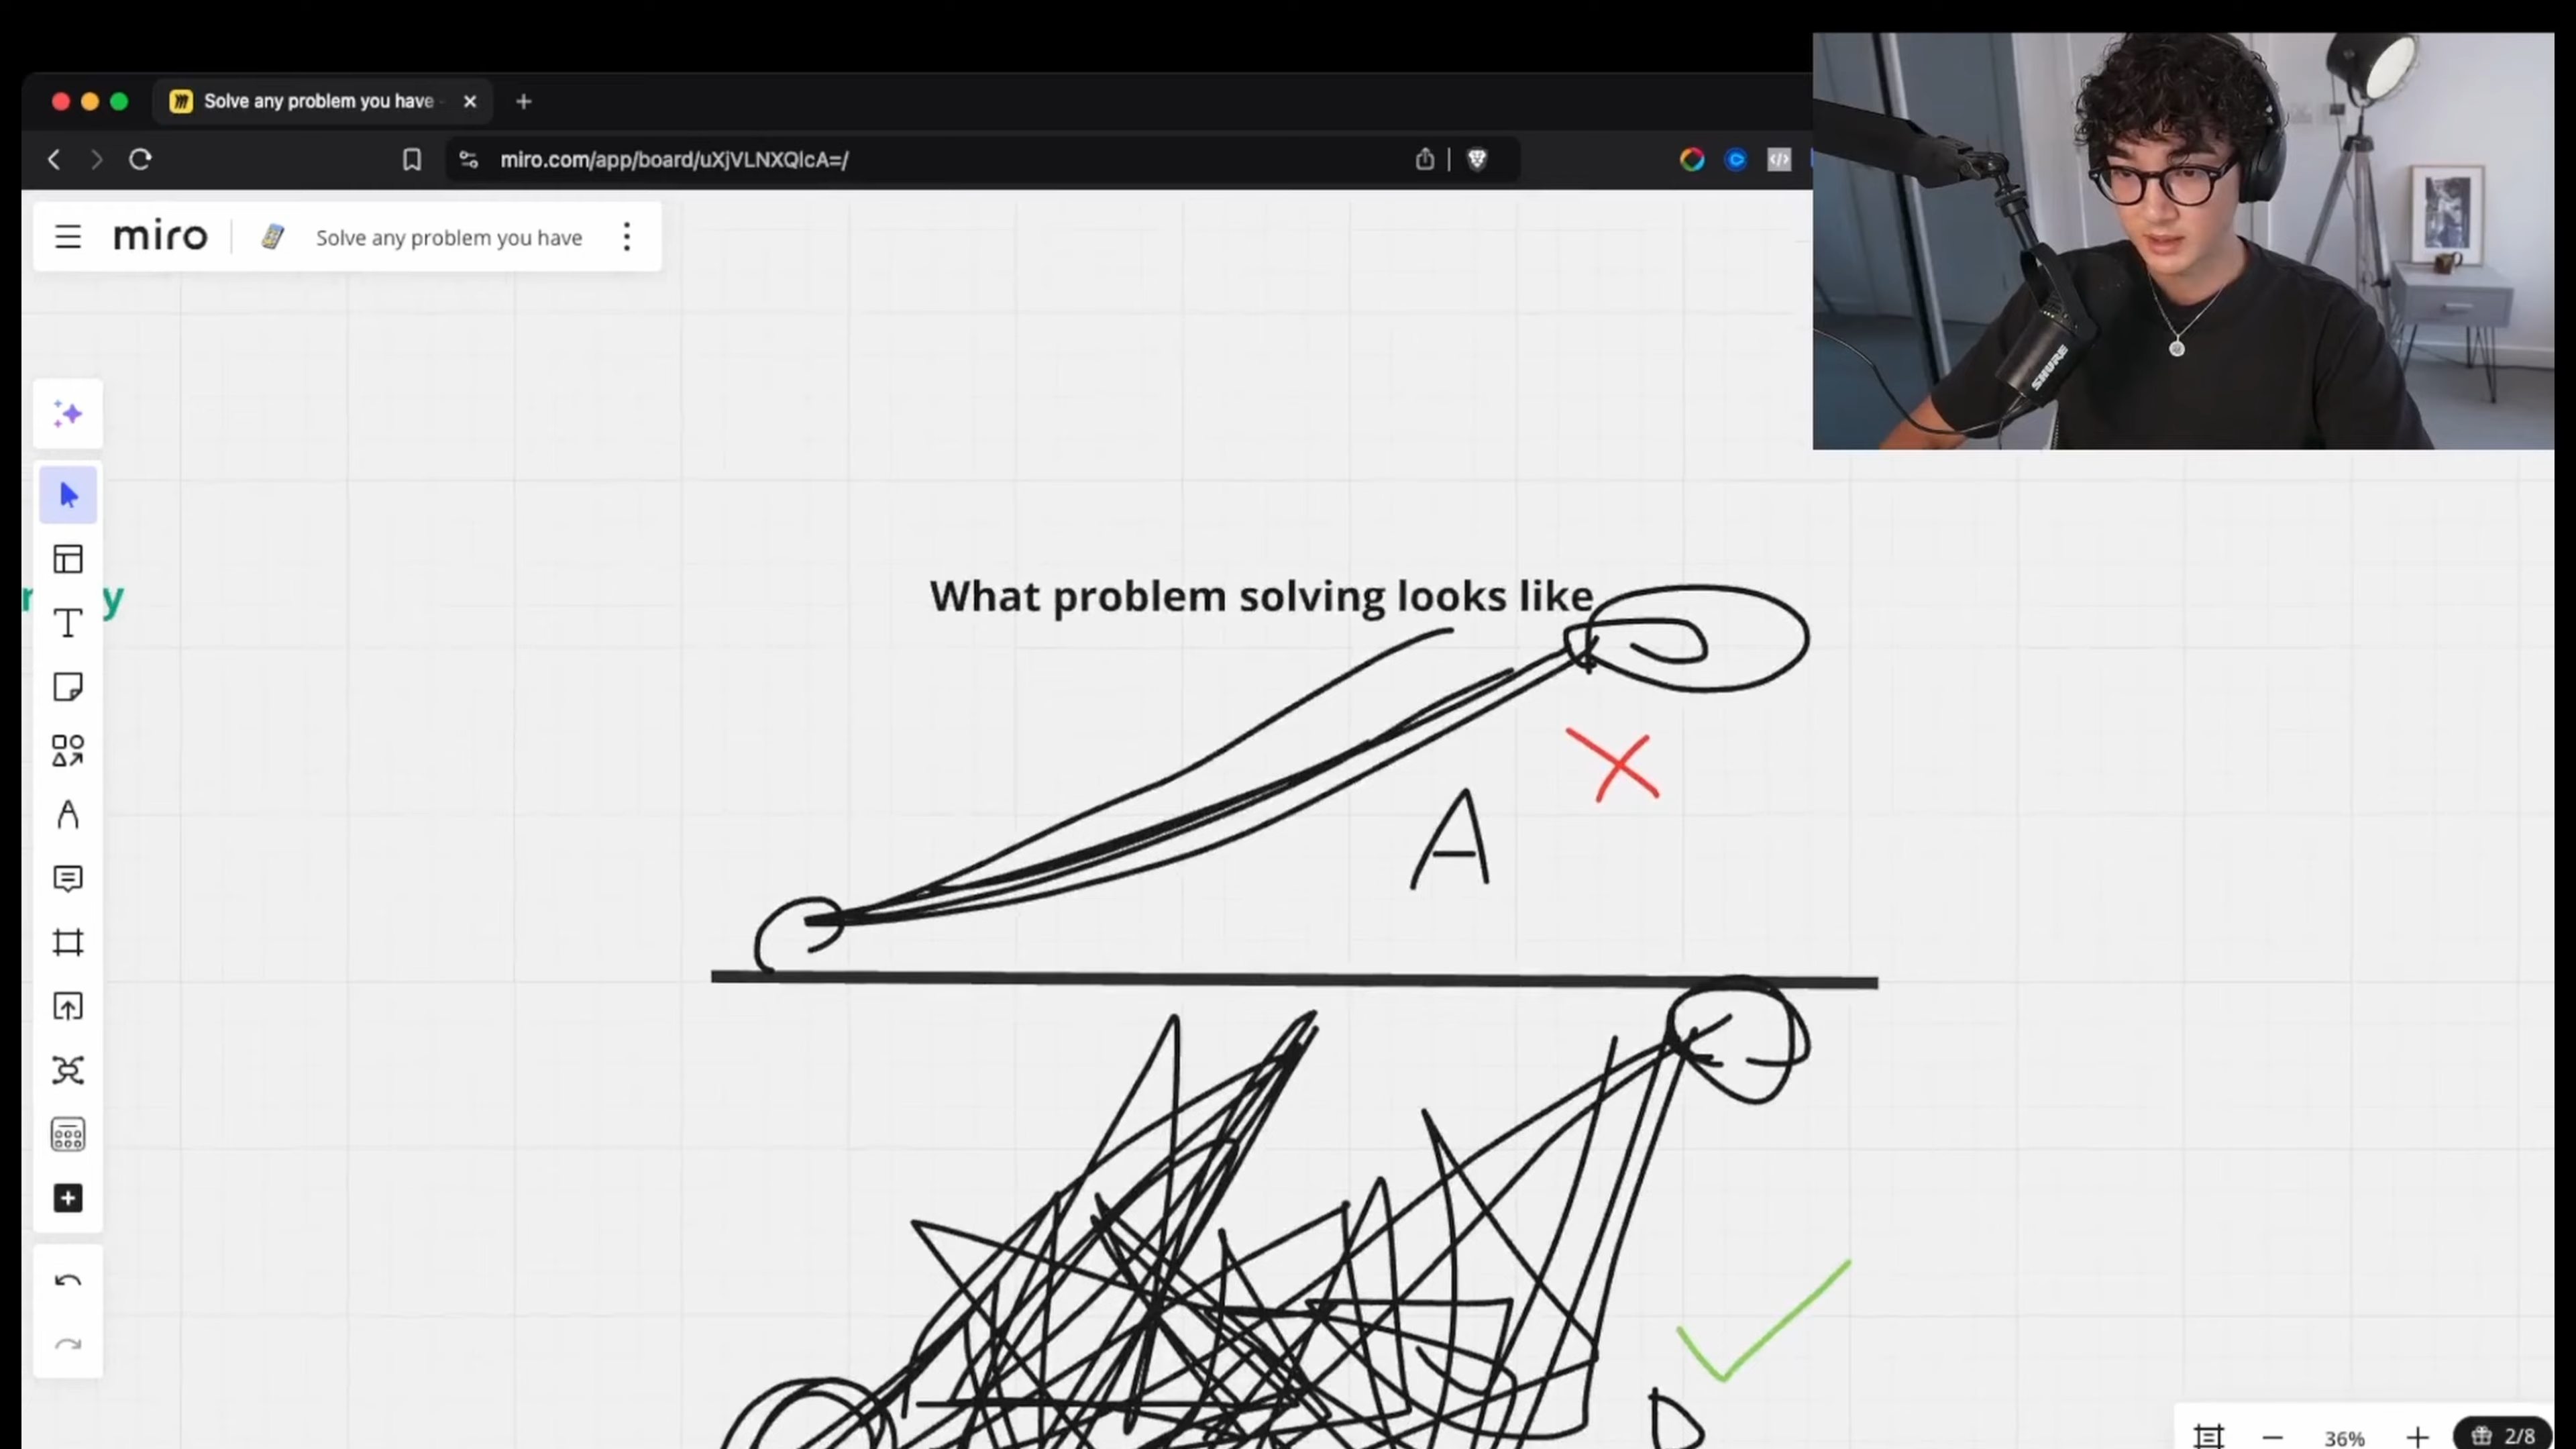 Solve any problem you have
miro.com/app/board/uXjVLNXQlcA=/
miro
Solve any problem you have
y
What problem solving looks like
A
SHURE
36%
2/8